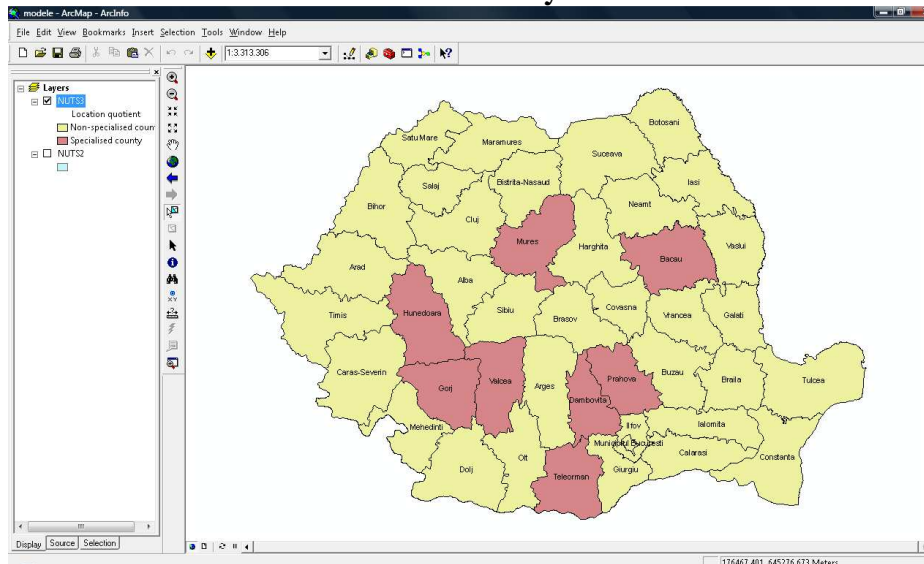 modele - ArcMap - ArcInfo
File Edit View Bookmarks Insert Selection Tools Window Help
1:3.313.306
Layers
NUTS3
Location quotient
Non-specialised coun
Specialised county
NUTS2
Display Source Selection
Botosani
Satu Mare
Maramures
Suceava
Iasi
Salaj
Bistrita-Nasaud
Neamt
Bihor
Cluj
Mures
Harghita
Bacau
Vaslui
Arad
Alba
Timis
Hunedoara
Sibiu
Brasov
Covasna
Vrancea
Galati
Caras-Severin
Gorj
Valcea
Arges
Dambovita
Prahova
Buzau
Braila
Tulcea
Mehedinti
Ilfov
Ialomita
Municipiul Bucuresti
Calarasi
Constanta
Dolj
Olt
Teleorman
Giurgiu
176467,401 645276,673 Meters